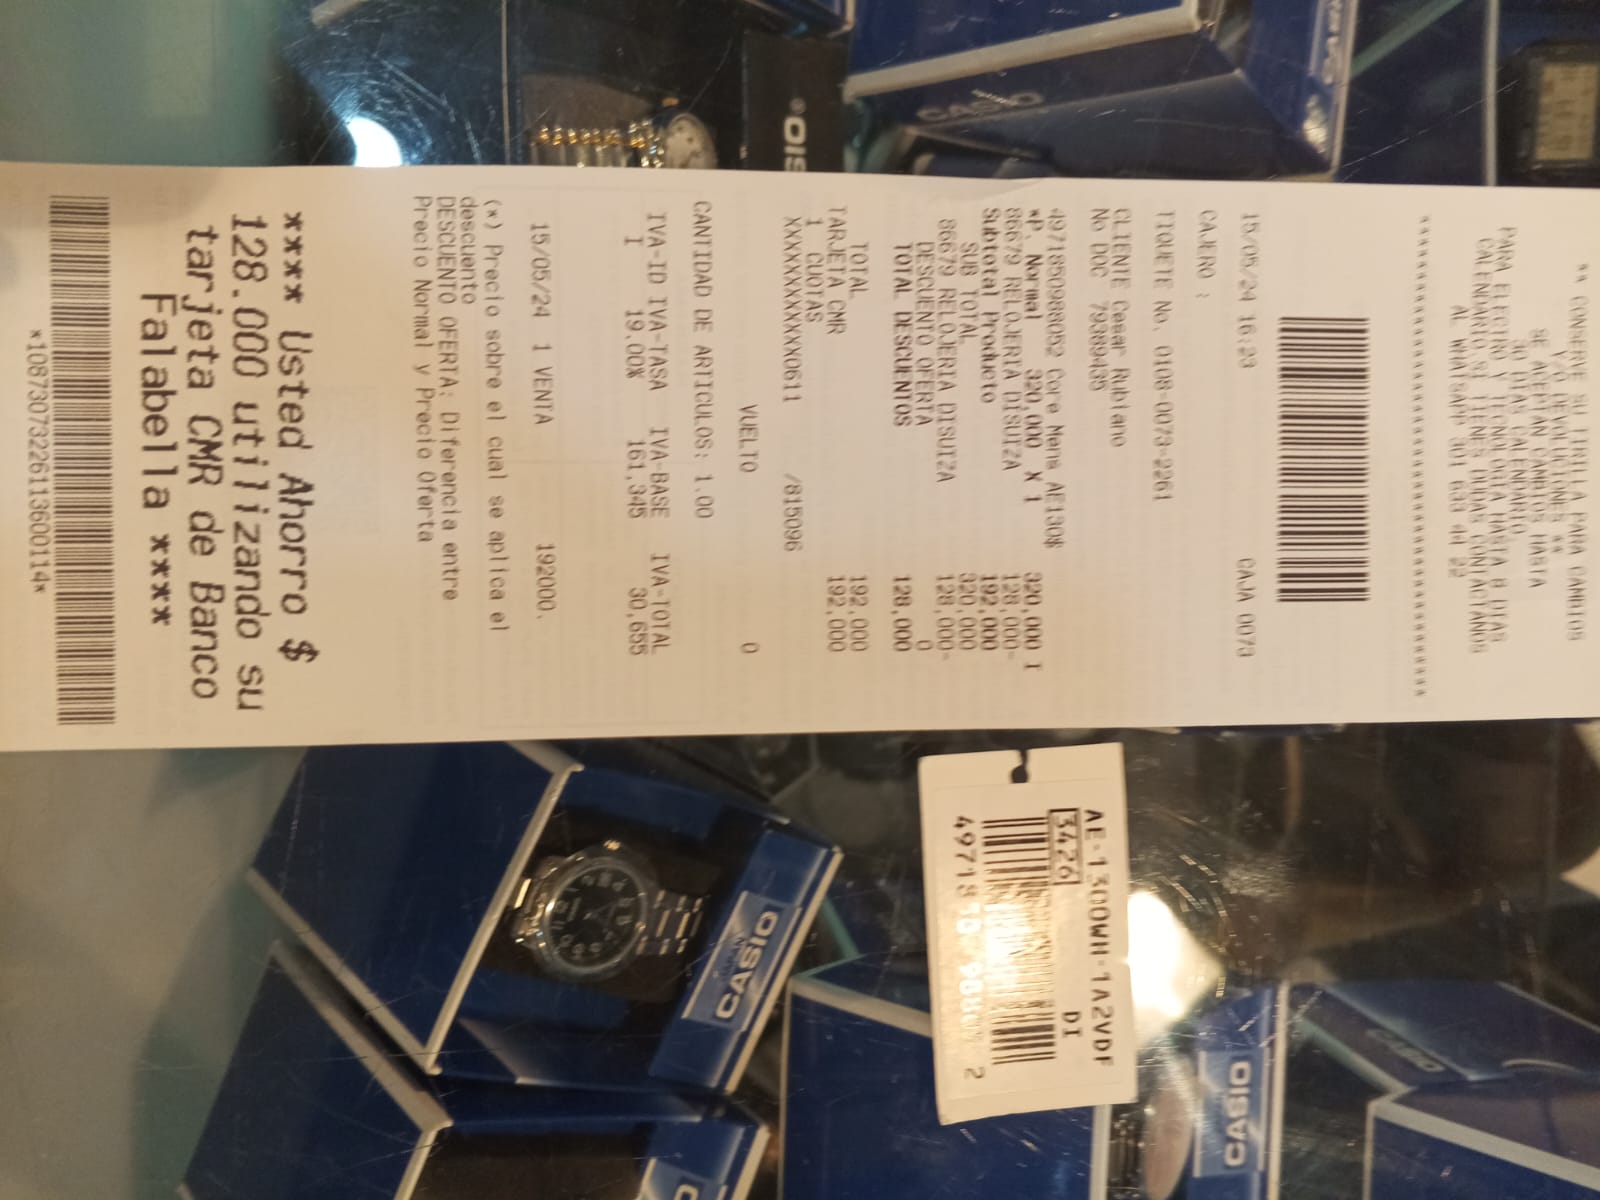 ** CONSERVE SU TIRILLA PARA CAMBIOS
Y/O DEVOLUCIONES **
SE ACEPTAN CAMBIOS HASTA
30 DIAS CALENDARIO,
PARA ELECTRO Y TECNOLOGIA HASTA 8 DIAS
CALENDARIO.SI TIENES DUDAS CONTACTANOS
AL WHATSAPP 301 633 44 22
15/05/24 16:23 CAJA 0073
CAJERO :
TIQUETE No. 0108-0073-2261
CLIENTE Cesar Rubiano
No DOC 79389435
4971850988052 Core Mens AE130$
*P. Normal 320,000 X 1 320,000 I
86679 RELOJERIA DISUIZA 128,000-
Subtotal Producto 192,000
SUB TOTAL 320,000
86679 RELOJERIA DISUIZA 128,000-
DESCUENTO OFERTA 0
TOTAL DESCUENTOS 128,000
TOTAL 192,000
TARJETA CMR 192,000
1 CUOTAS
XXXXXXXXXXXX0611 /815096
VUELTO 0
CANTIDAD DE ARTICULOS: 1.00
IVA-ID IVA-TASA IVA-BASE IVA-TOTAL
I 19.00% 161,345 30,655
15/05/24 1 VENTA 192000.
(*) Precio sobre el cual se aplica el
descuento
DESCUENTO OFERTA: Diferencia entre
Precio Normal y Precio Oferta
**** Usted Ahorro $
128.000 utilizando su
tarjeta CMR de Banco
Falabella ****
AE-1300WH-1A2VDF
3426 DI
CASIO
CASIO
CASIO
CASIO